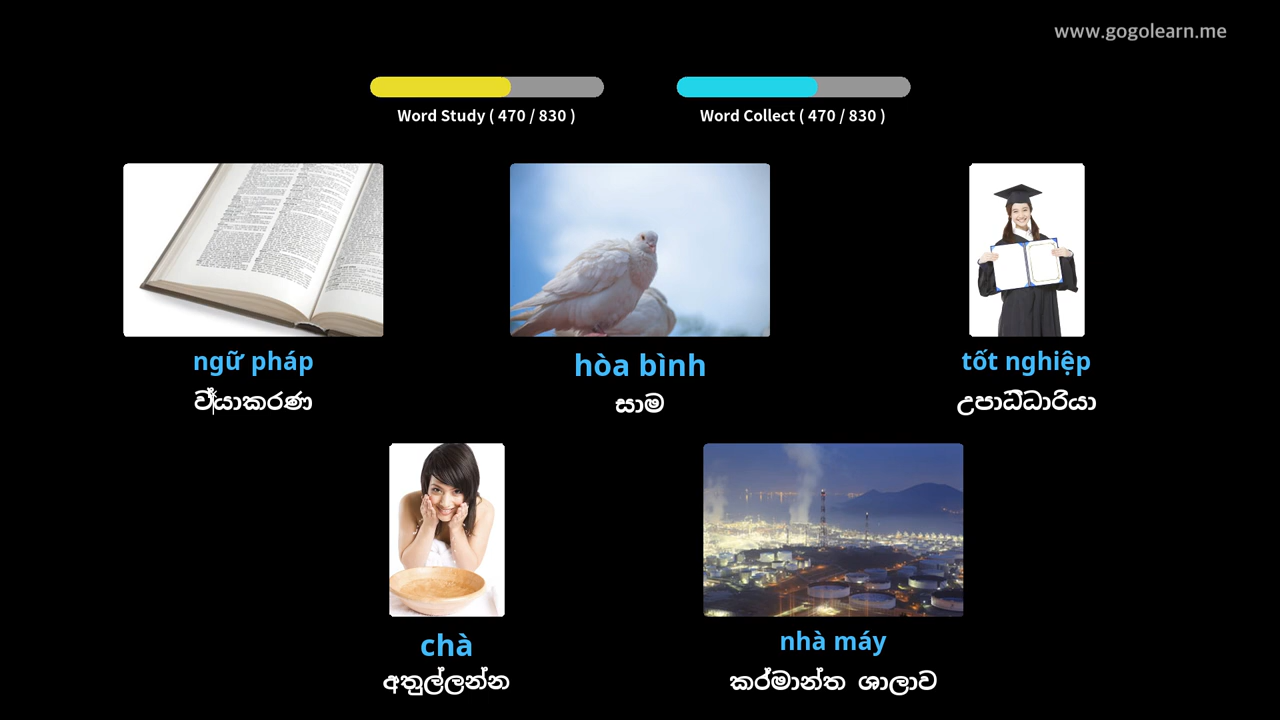 www.gogolearn.me
Word Study ( 470 / 830 )
Word Collect ( 470 / 830 )
ngữ pháp
ව්යාකරණ
hòa bình
සාම
tốt nghiệp
උපාධිධාරියා
chà
අතුල්ලන්න
nhà máy
කර්මාන්ත ශාලාව